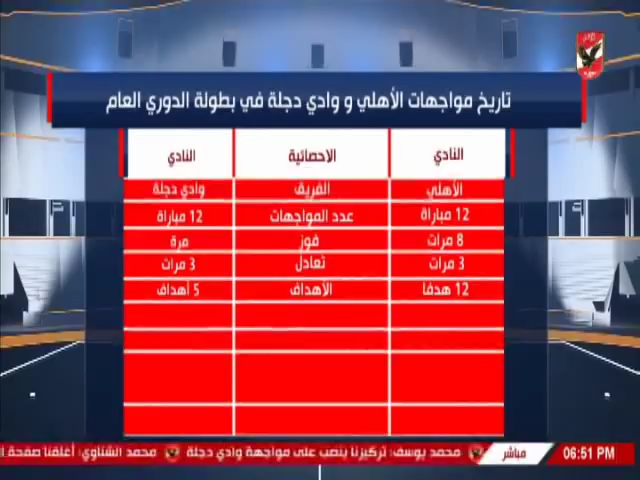 الأهلي
تاريخ مواجهات الأهلي و وادي دجلة في بطولة الدوري العام
النادي الاحصائية النادي
الأهلي الفريق وادي دجلة
12 مباراة عدد المواجهات 12 مباراة
8 مرات فوز مرة
3 مرات تعادل 3 مرات
12 هدفا الأهداف 5 أهداف
06:51 PM مباشر محمد يوسف: تركيزنا ينصب على مواجهة وادي دجلة محمد الشناوي: أغلقنا صفحة